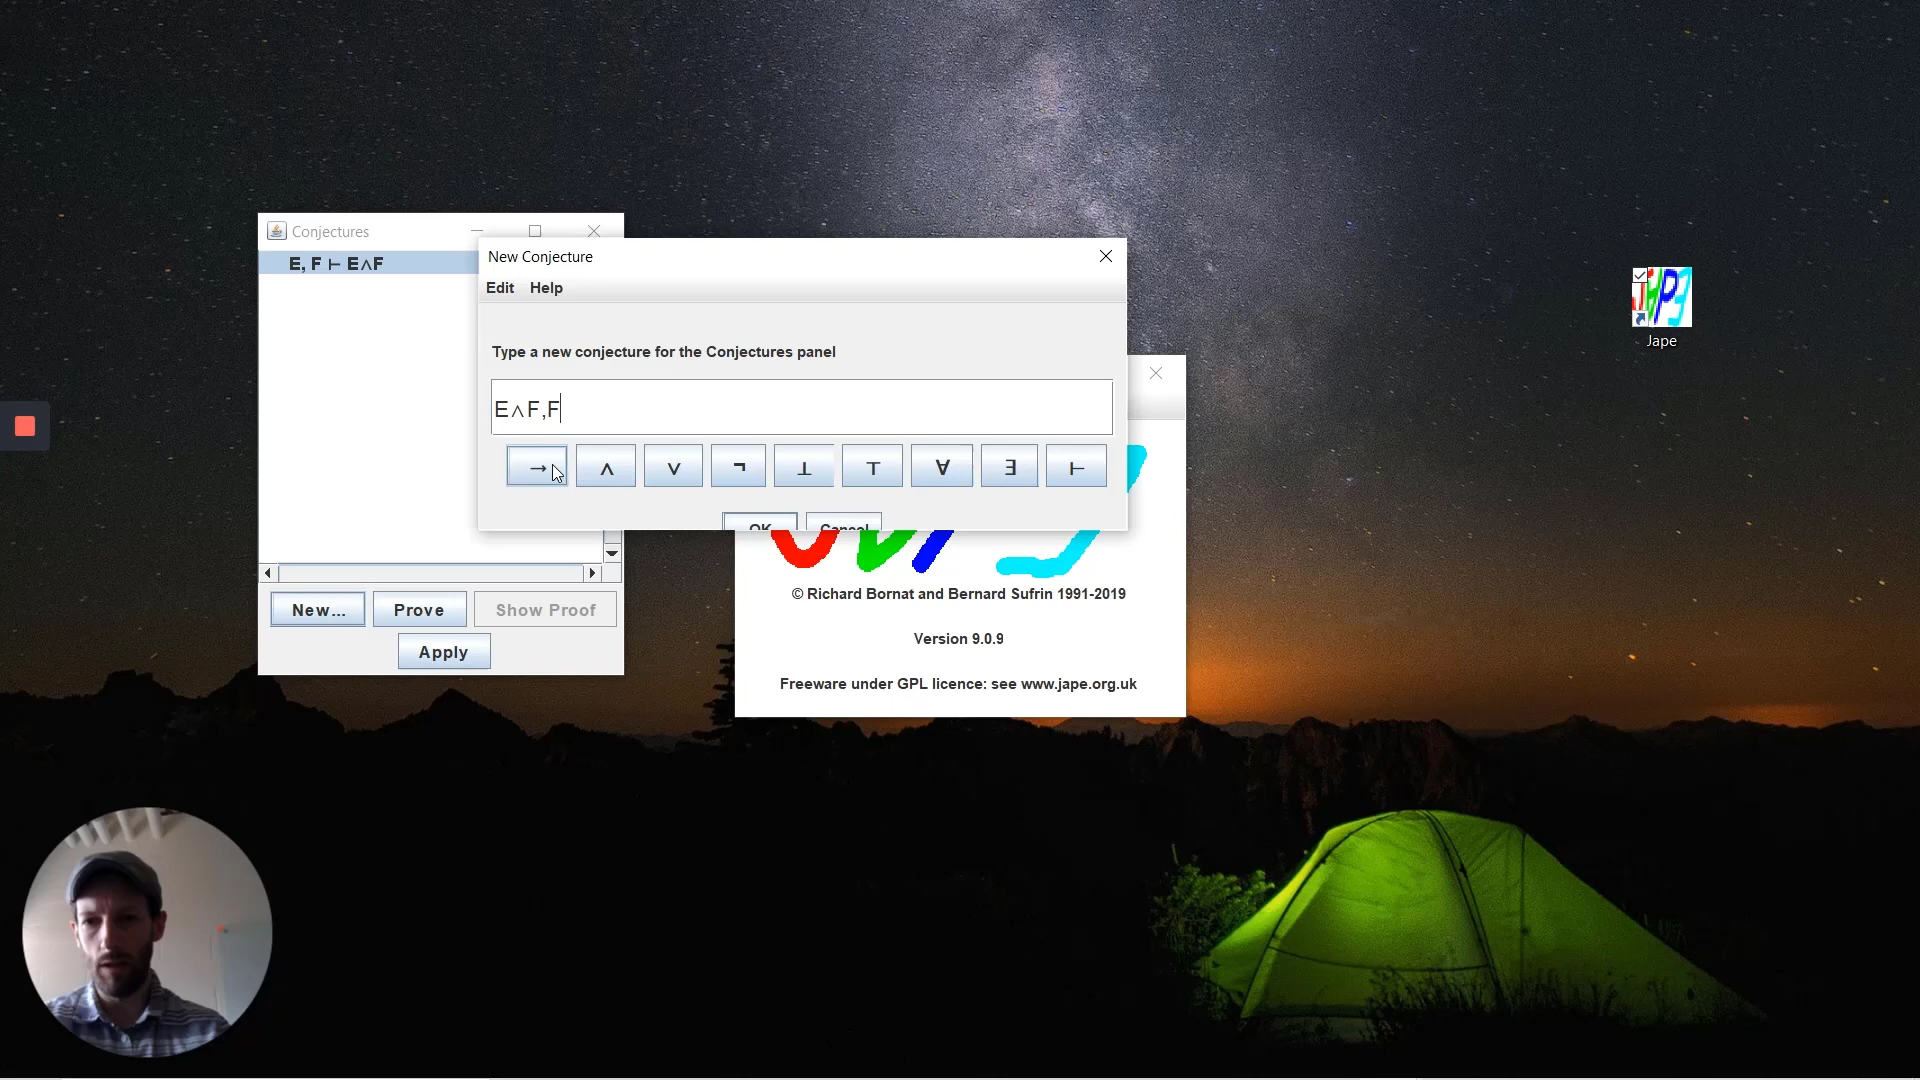 Conjectures
E, F ⊢ E∧F
New Conjecture
Edit Help
Type a new conjecture for the Conjectures panel
E∧F,F
→ ∧ ∨ ¬ ⊥ ⊤ ∀ ∃ ⊢
OK Cancel
New... Prove Show Proof
Apply
© Richard Bornat and Bernard Sufrin 1991-2019
Version 9.0.9
Freeware under GPL licence: see www.jape.org.uk
Jape